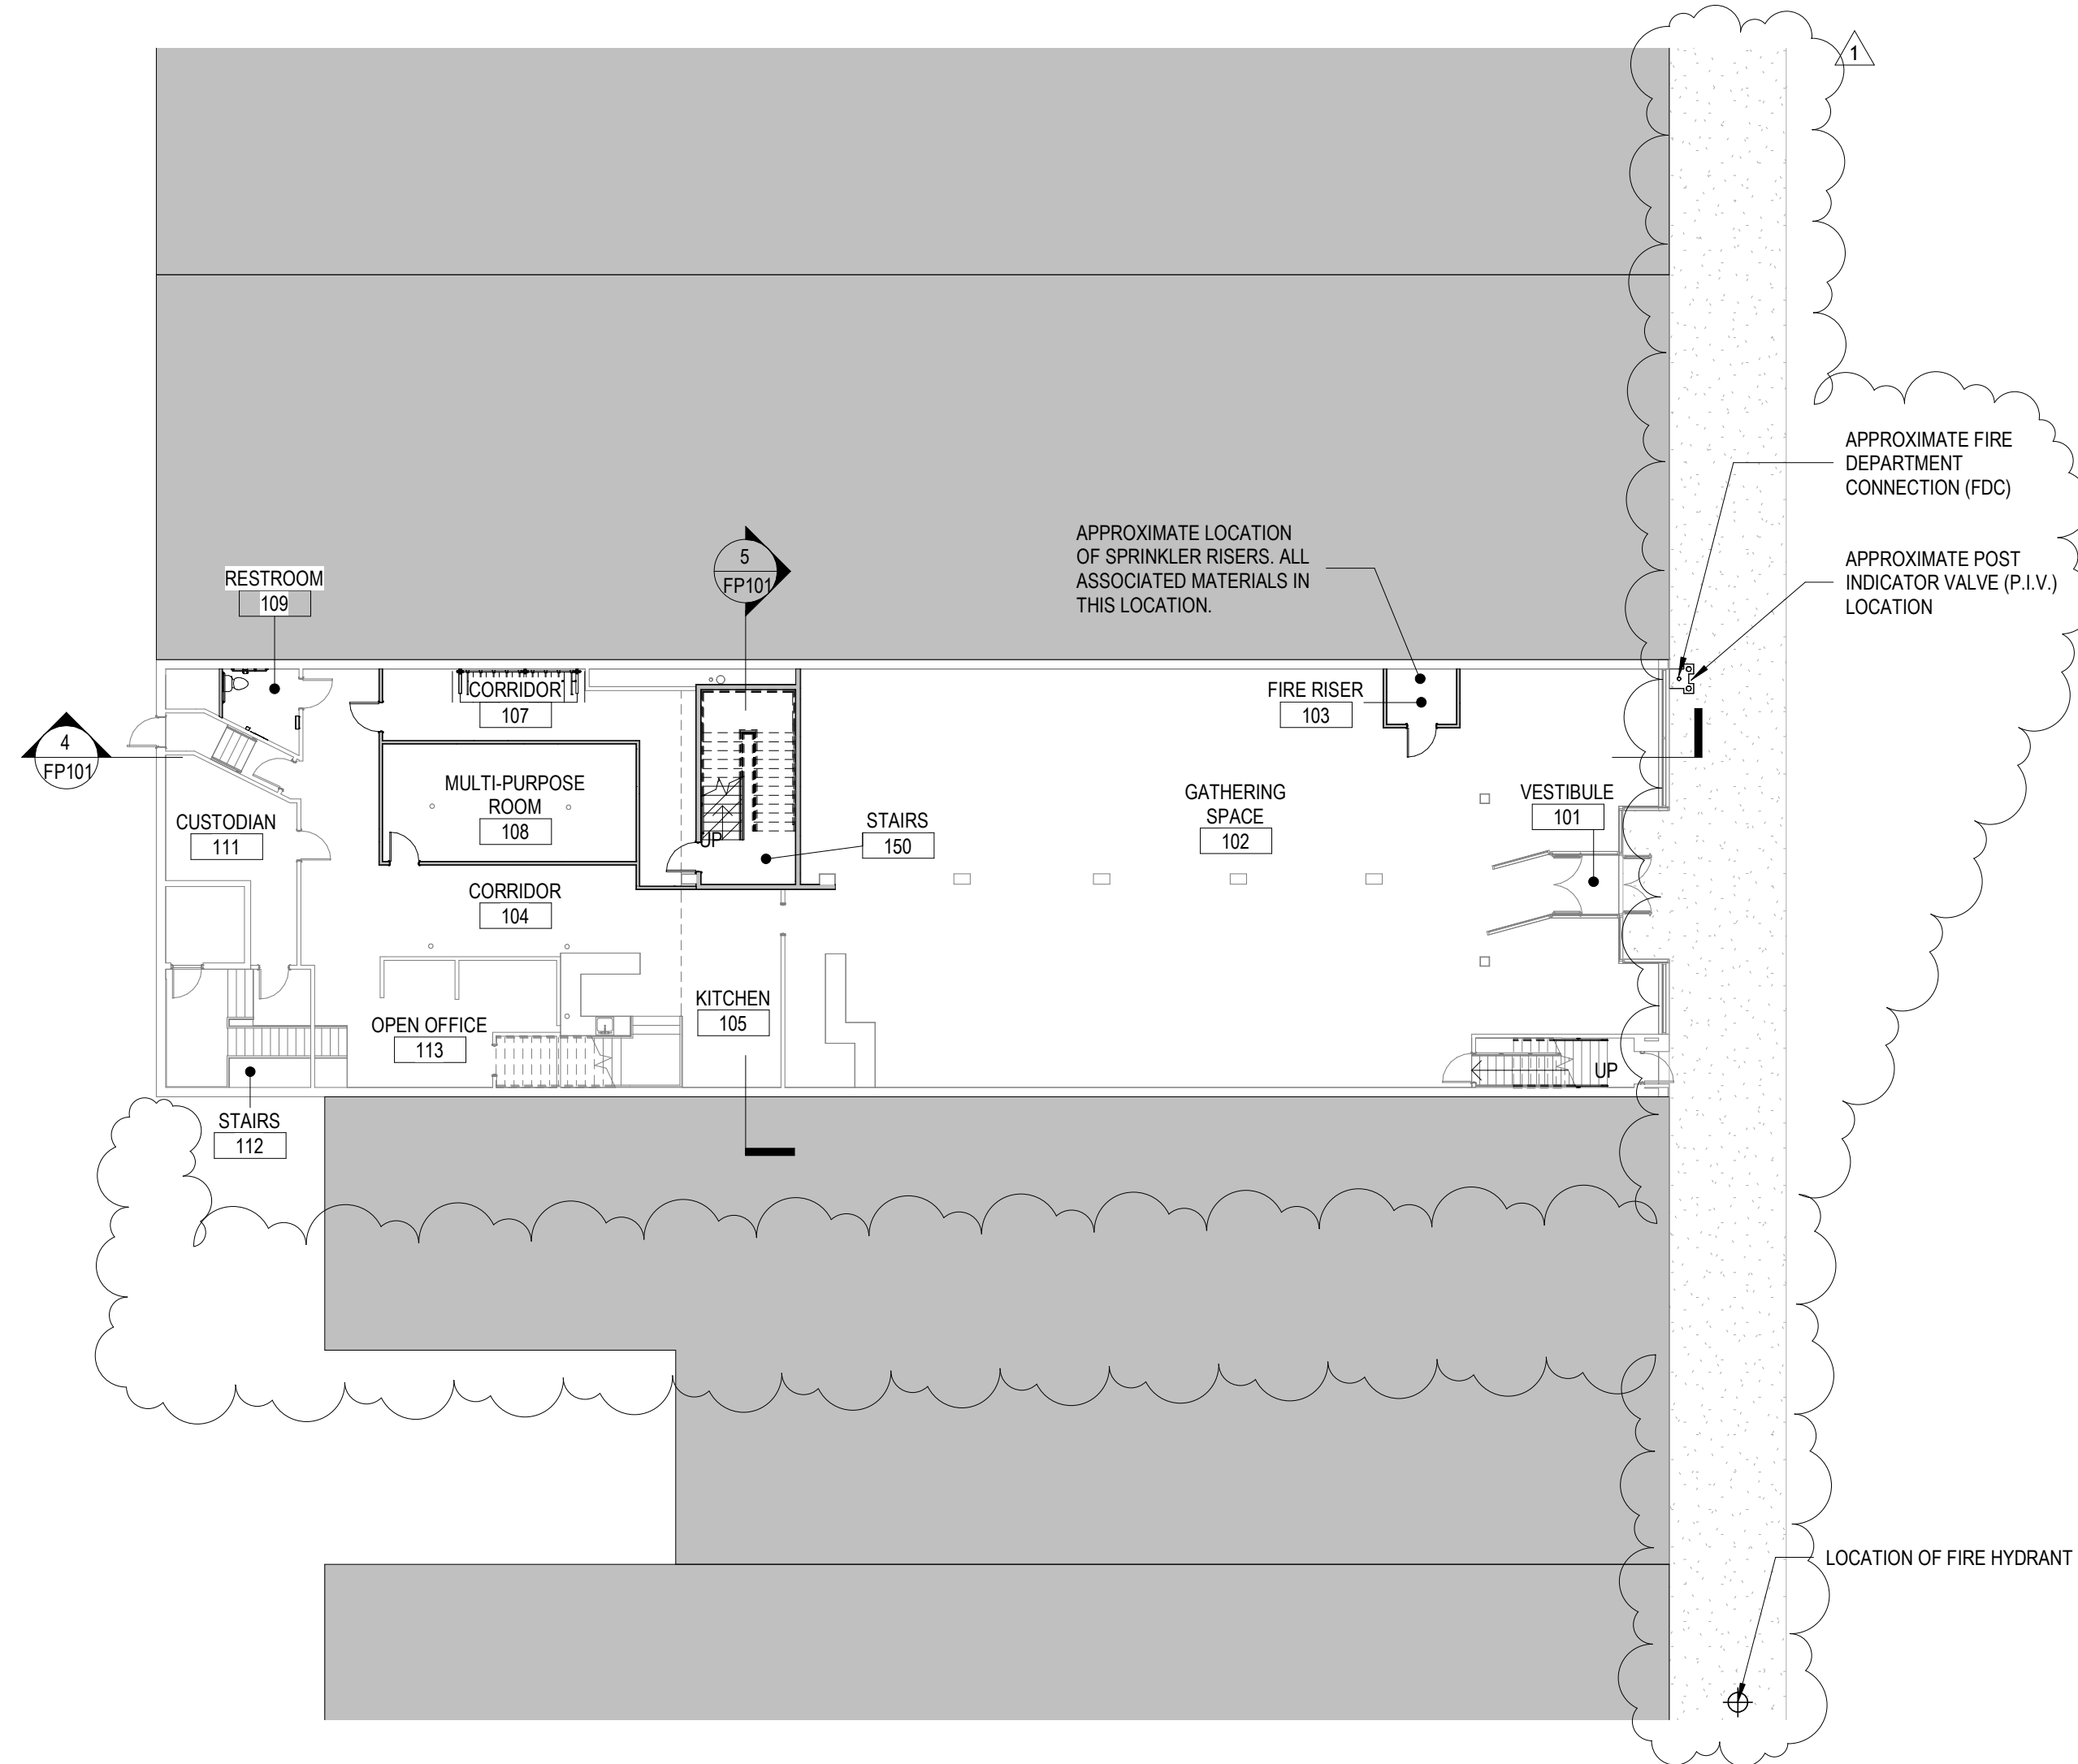 1
APPROXIMATE FIRE
DEPARTMENT
CONNECTION (FDC)
APPROXIMATE LOCATION
OF SPRINKLER RISERS. ALL
ASSOCIATED MATERIALS IN
THIS LOCATION.
APPROXIMATE POST
INDICATOR VALVE (P.I.V.)
LOCATION
5
FP101
RESTROOM
109
CORRIDOR
107
FIRE RISER
103
4
FP101
MULTI-PURPOSE
ROOM
108
GATHERING
SPACE
102
VESTIBULE
101
CUSTODIAN
111
STAIRS
150
UP
CORRIDOR
104
KITCHEN
105
OPEN OFFICE
113
UP
STAIRS
112
LOCATION OF FIRE HYDRANT